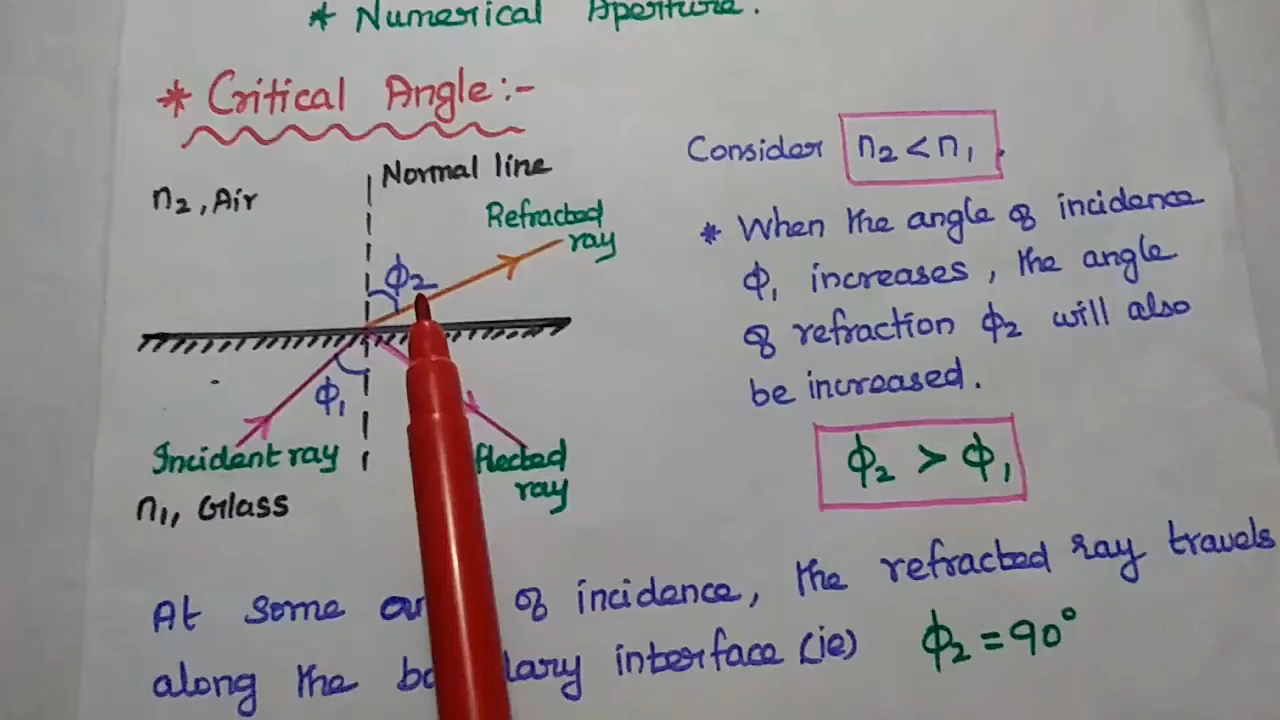 * Numerical Aperture.
* Critical Angle:-
n₂, Air
Normal line
Refracted
ray
ϕ₂
ϕ₁
Incident ray
n₁, Glass
flected
ray
Consider n₂ < n₁.
* When the angle of incidence
ϕ₁ increases, the angle
of refraction ϕ₂ will also
be increased.
ϕ₂ > ϕ₁
At some of incidence, the refracted ray travels
along the interface (ie) ϕ₂ = 90°